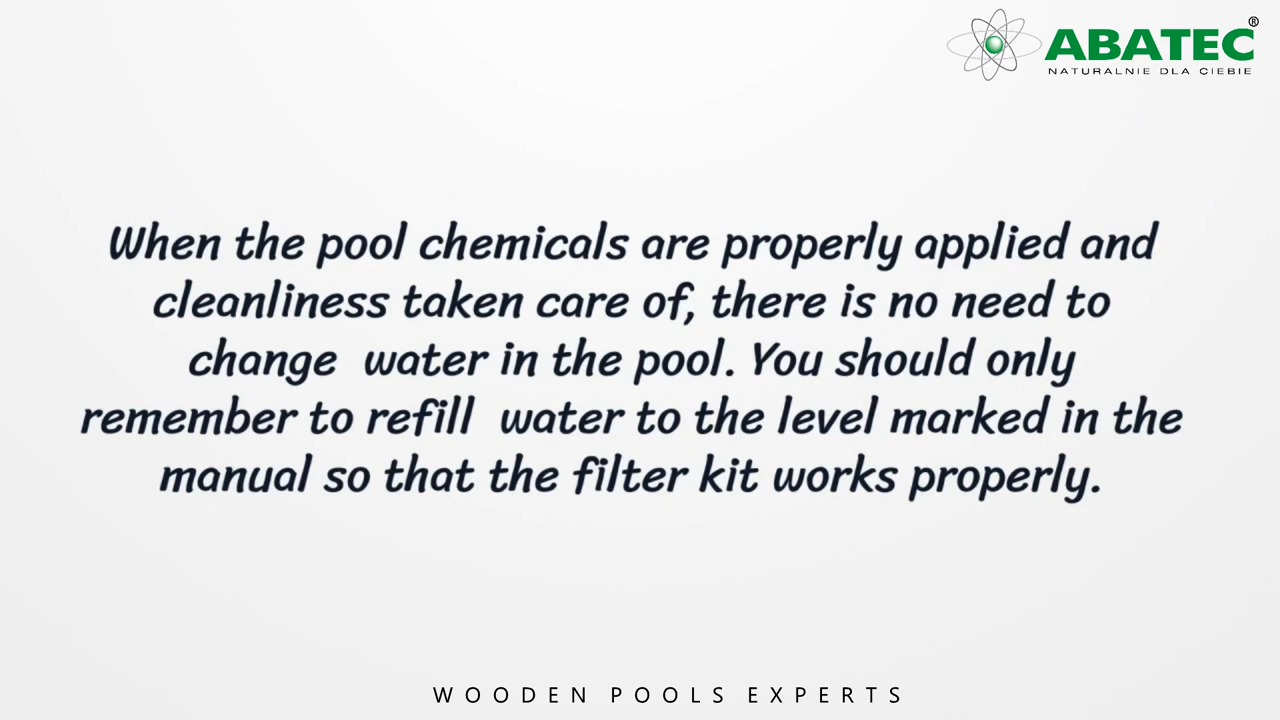 ABATEC®
NATURALNIE DLA CIEBIE
When the pool chemicals are properly applied and
cleanliness taken care of, there is no need to
change  water in the pool. You should only
remember to refill  water to the level marked in the
manual so that the filter kit works properly.
WOODEN POOLS EXPERTS